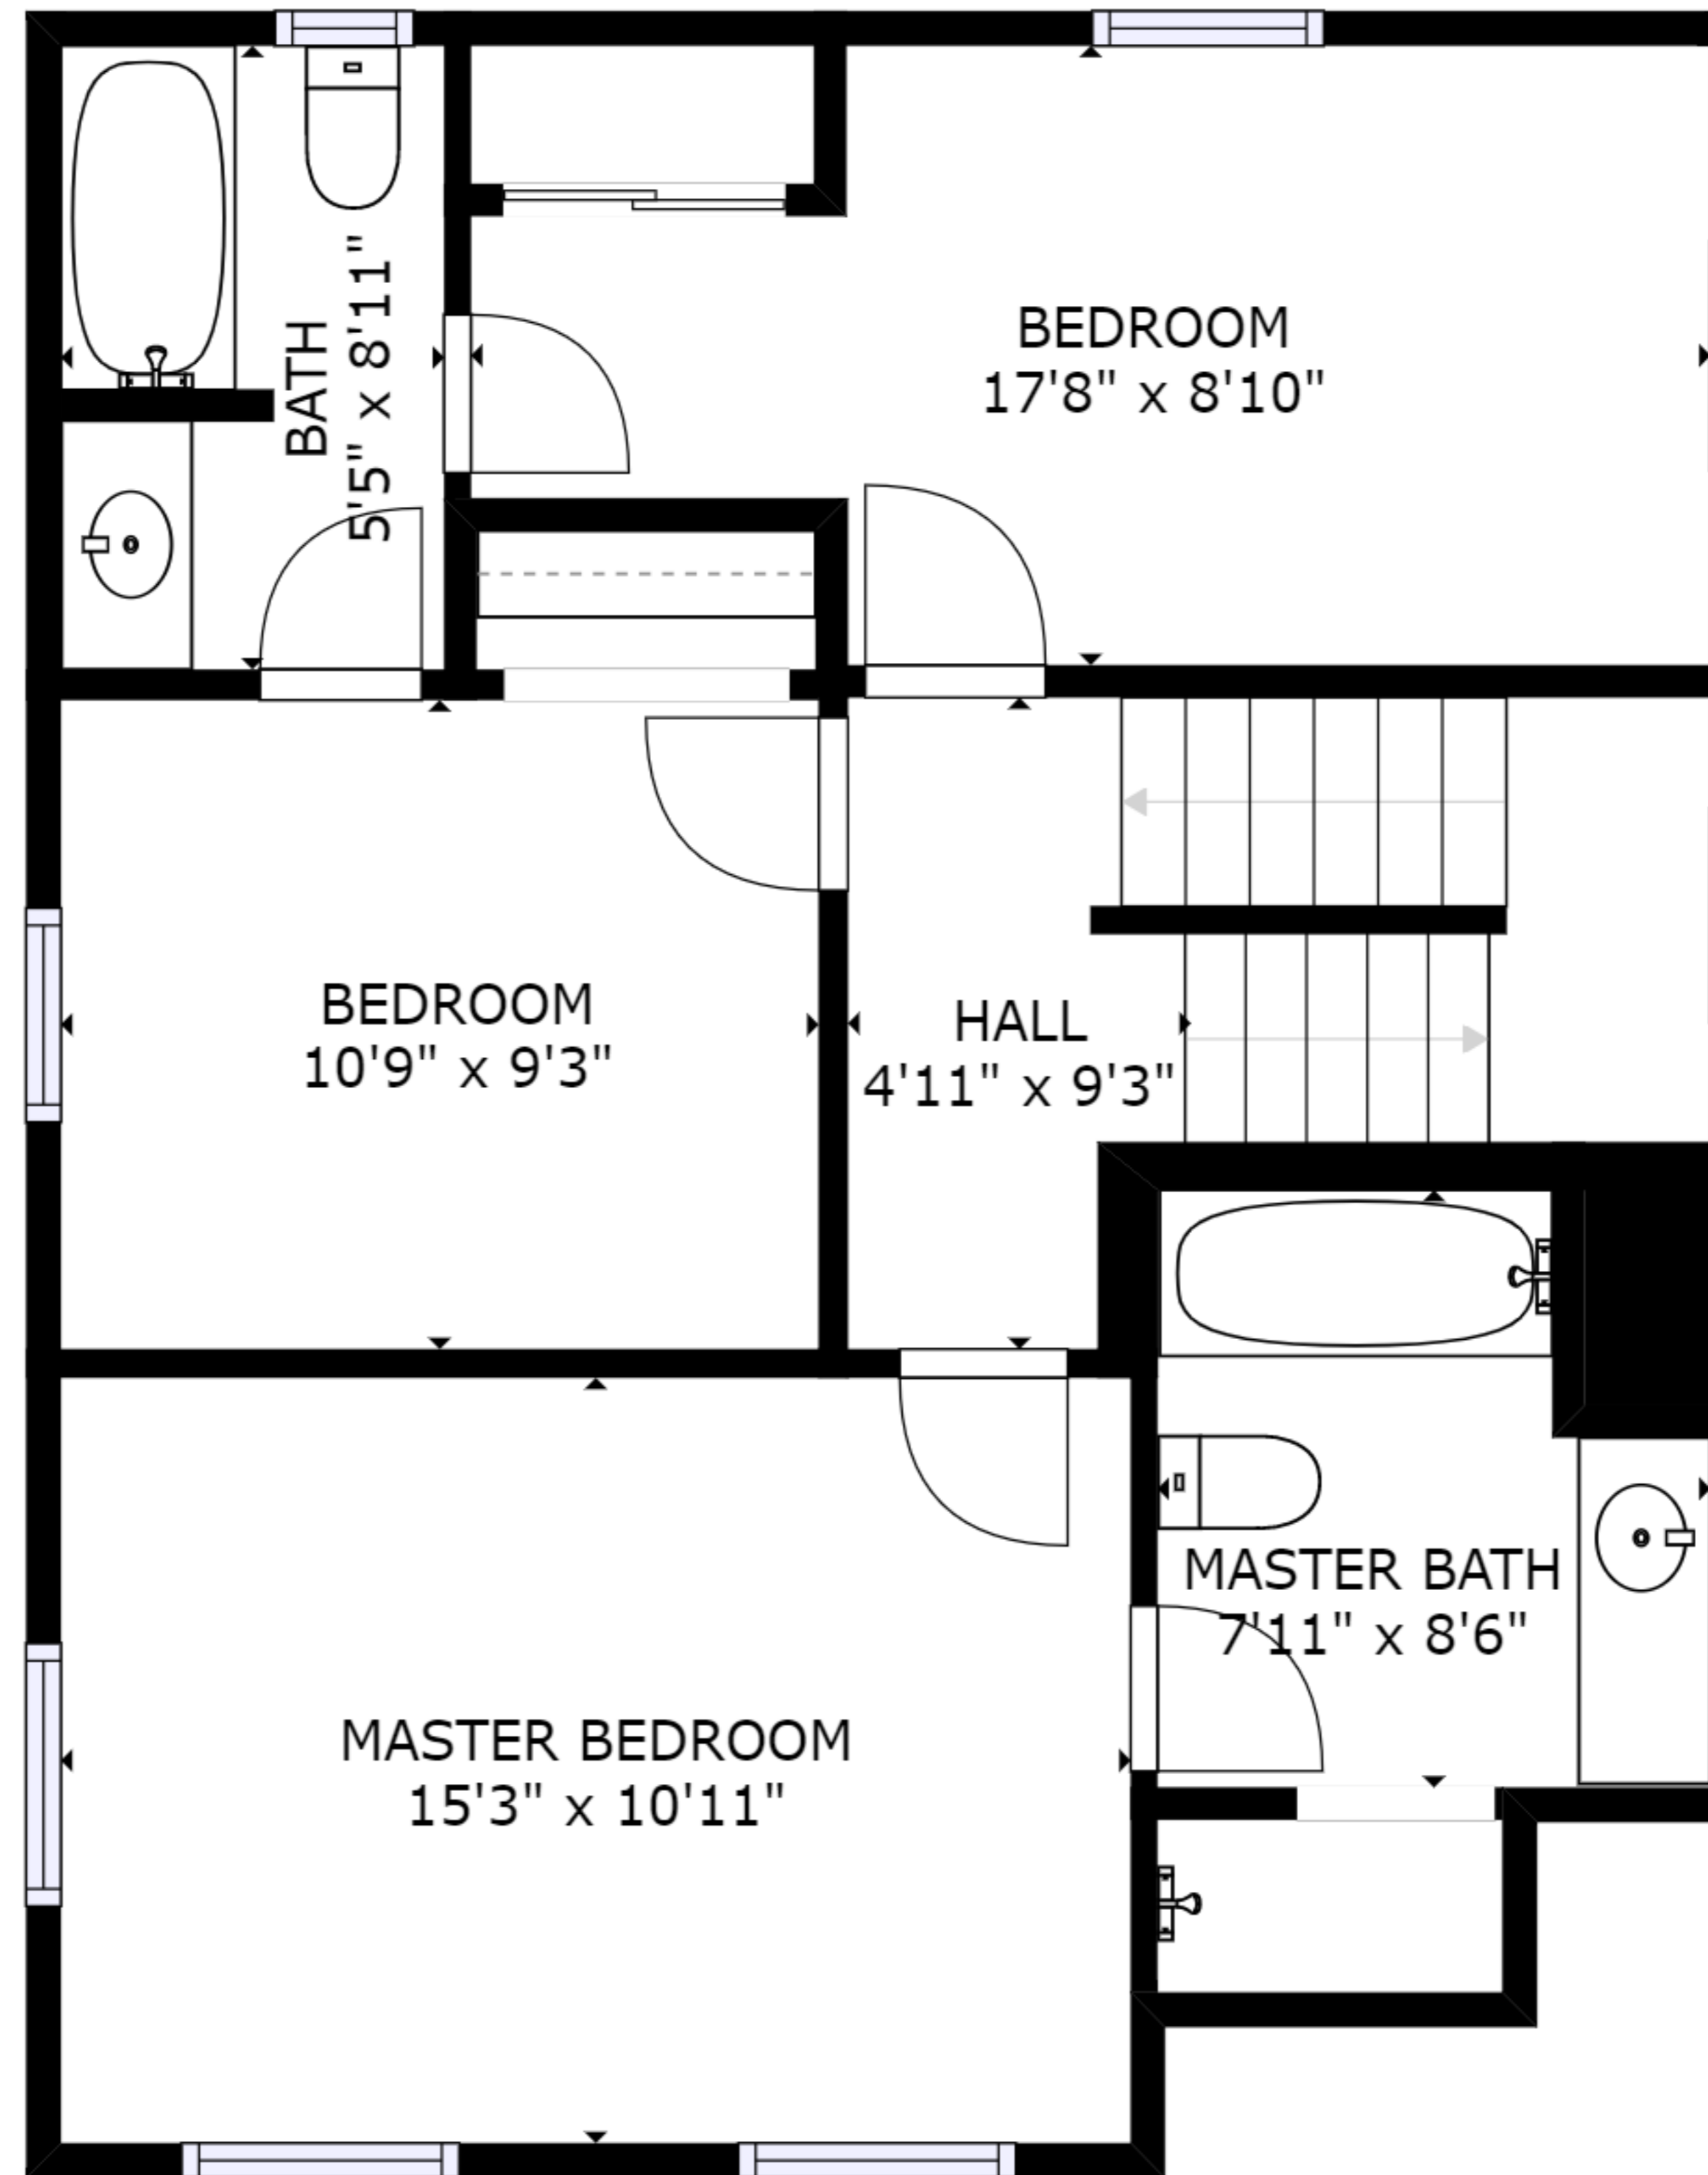 BATH
5'5" x 8'11"
BEDROOM
17'8" x 8'10"
BEDROOM
10'9" x 9'3"
HALL
4'11" x 9'3"
MASTER BATH
7'11" x 8'6"
MASTER BEDROOM
15'3" x 10'11"